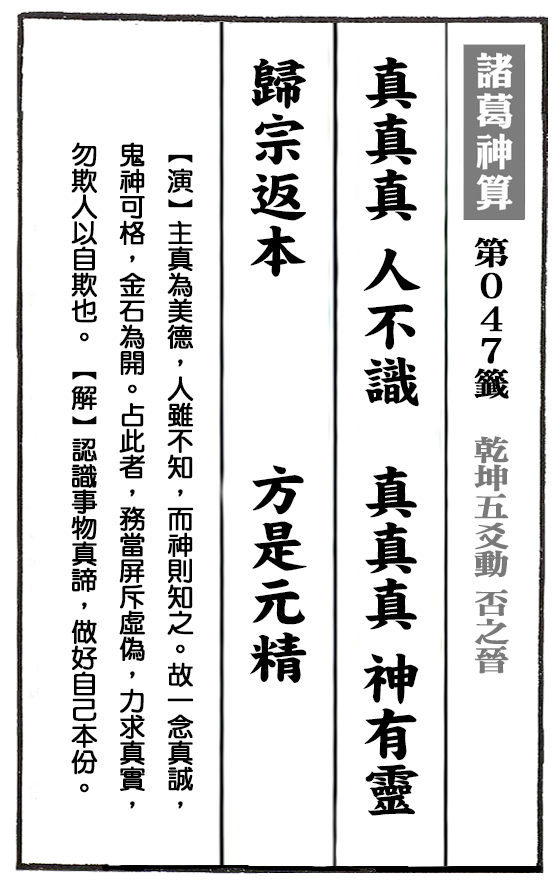 諸葛神算 第０４７籤 乾坤五爻動 否之晉
真真真 人不識 真真真 神有靈
歸宗返本 方是元精
【演】主真為美德，人雖不知，而神則知之。故一念真誠，
鬼神可格，金石為開。占此者，務當屏斥虛偽，力求真實，
勿欺人以自欺也。【解】認識事物真諦，做好自己本份。